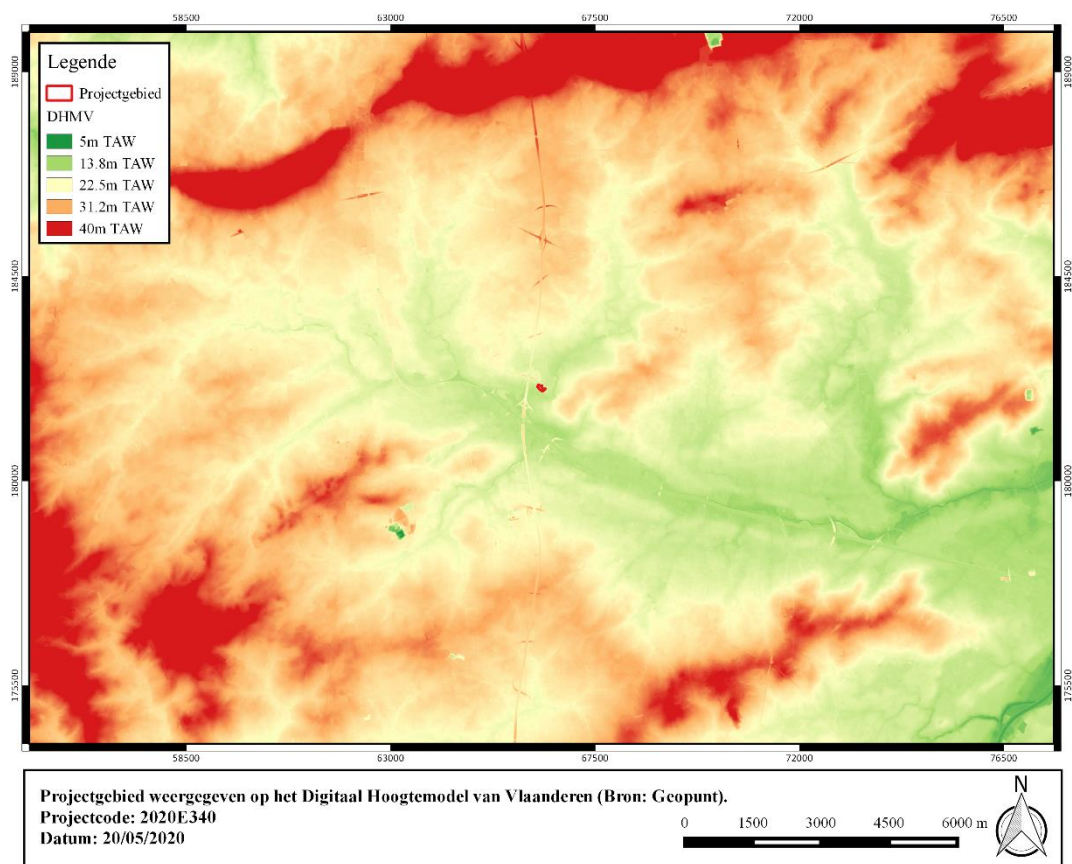 58500 63000 67500 72000 76500
Legende
Projectgebied
DHMV
5m TAW
13.8m TAW
22.5m TAW
31.2m TAW
40m TAW
189000 189000
184500 184500
180000 180000
175500 175500
58500 63000 67500 72000 76500
Projectgebied weergegeven op het Digitaal Hoogtemodel van Vlaanderen (Bron: Geopunt).
Projectcode: 2020E340
Datum: 20/05/2020
0 1500 3000 4500 6000 m
N